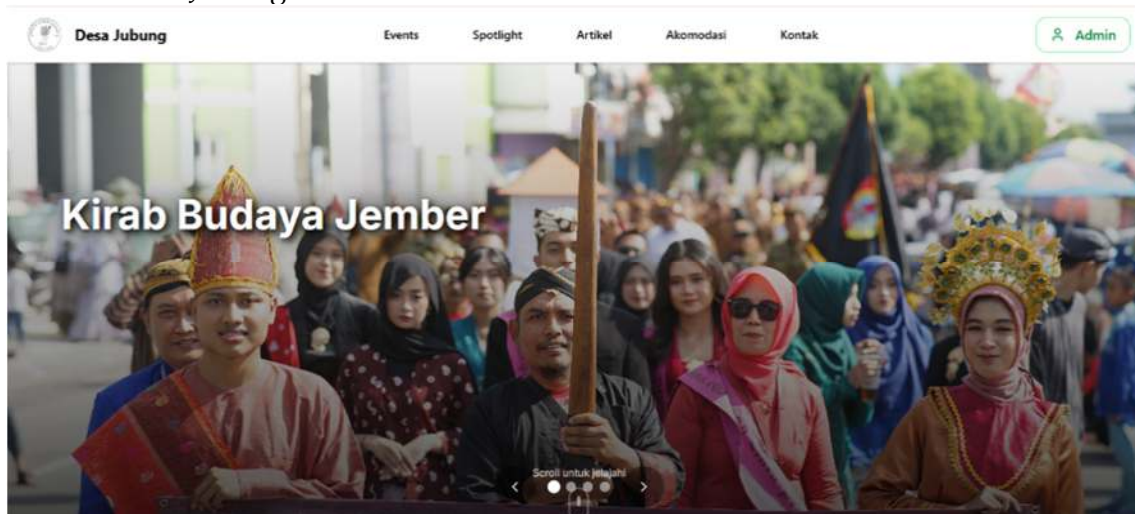 Desa Jubung
Events
Spotlight
Artikel
Akomodasi
Kontak
Admin
Kirab Budaya Jember
Scroll untuk jelajahi